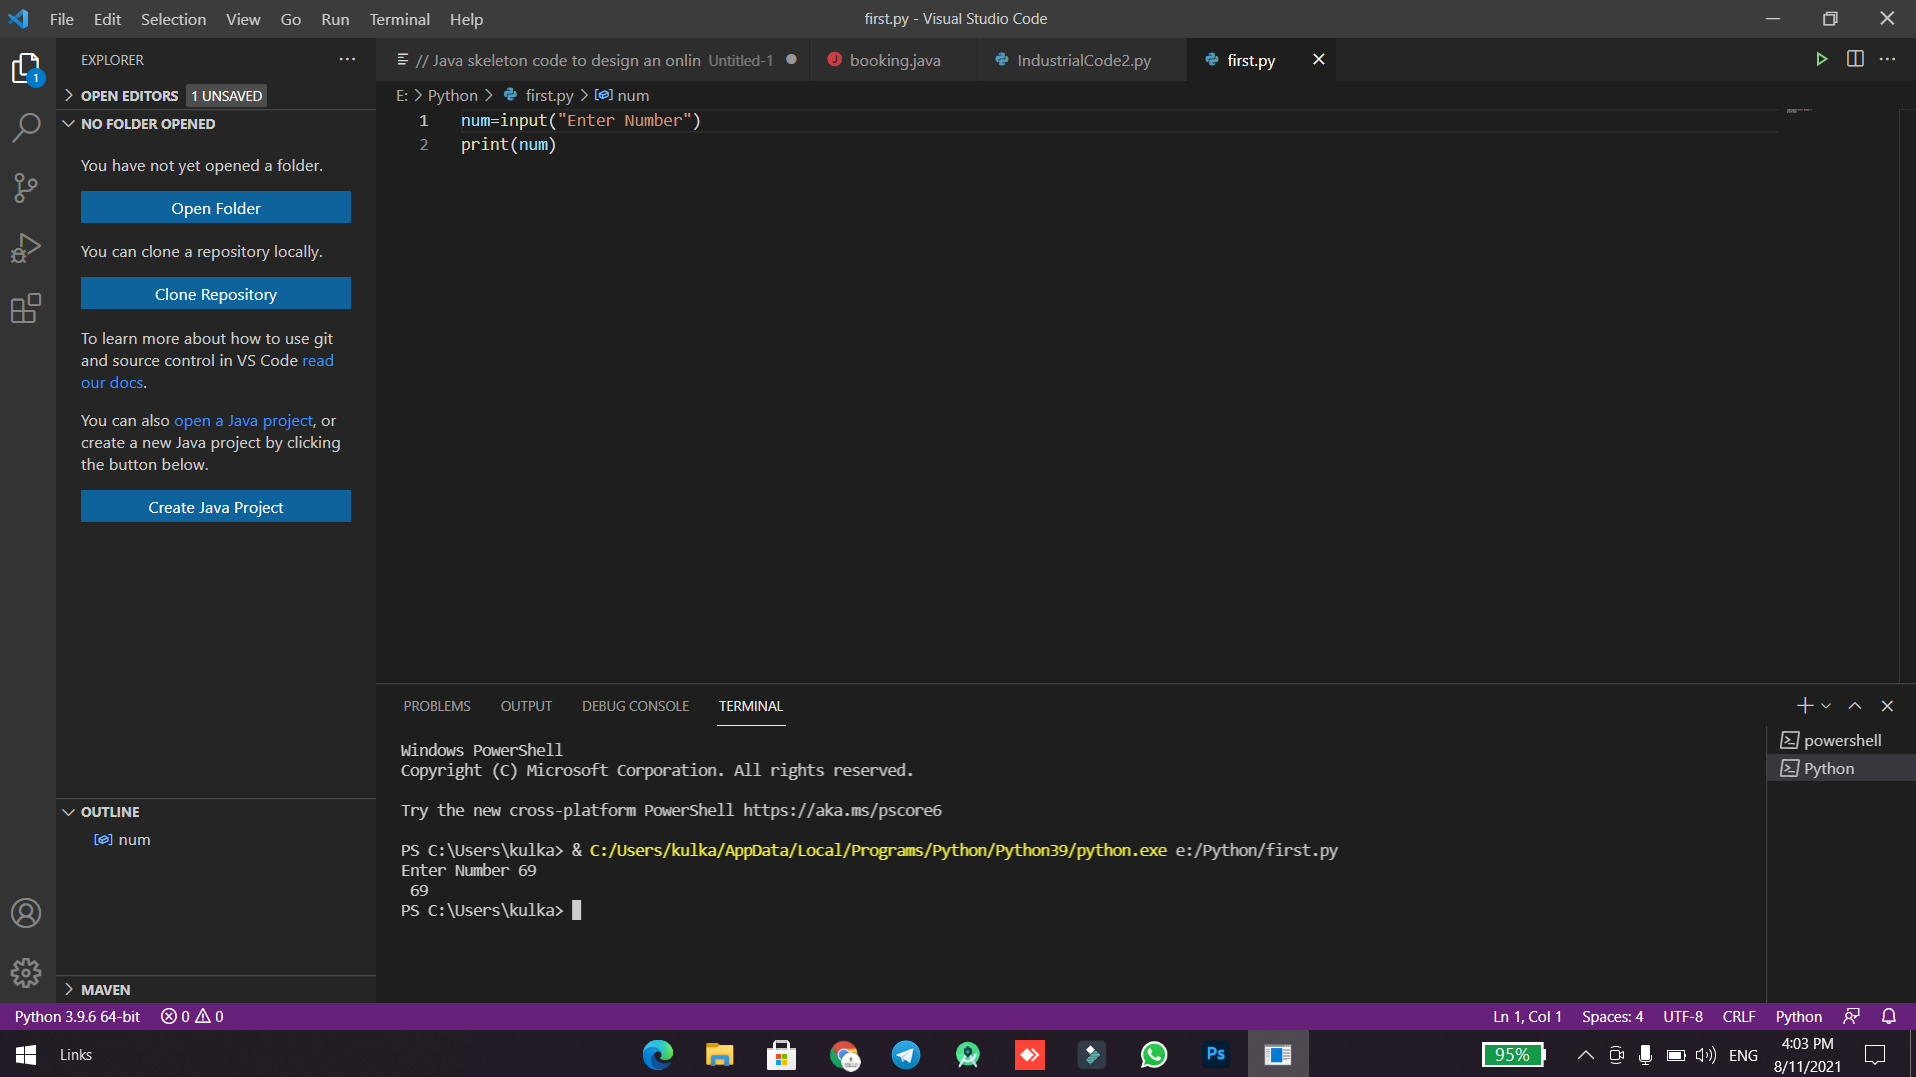 File Edit Selection View Go Run Terminal Help
first.py - Visual Studio Code
EXPLORER
// Java skeleton code to design an onlin Untitled-1
booking.java
IndustrialCode2.py
first.py
1
OPEN EDITORS 1 UNSAVED
E: > Python > first.py > num
NO FOLDER OPENED
You have not yet opened a folder.
Open Folder
You can clone a repository locally.
Clone Repository
To learn more about how to use git
and source control in VS Code read
our docs.
You can also open a Java project, or
create a new Java project by clicking
the button below.
Create Java Project
1 num=input("Enter Number")
2 print(num)
PROBLEMS OUTPUT DEBUG CONSOLE TERMINAL
Windows PowerShell
Copyright (C) Microsoft Corporation. All rights reserved.
Try the new cross-platform PowerShell https://aka.ms/pscore6
PS C:\Users\kulka> & C:/Users/kulka/AppData/Local/Programs/Python/Python39/python.exe e:/Python/first.py
Enter Number 69
69
PS C:\Users\kulka>
powershell
Python
OUTLINE
num
MAVEN
Python 3.9.6 64-bit 0 0
Ln 1, Col 1 Spaces: 4 UTF-8 CRLF Python
Links
Ps
95%
ENG
4:03 PM
8/11/2021